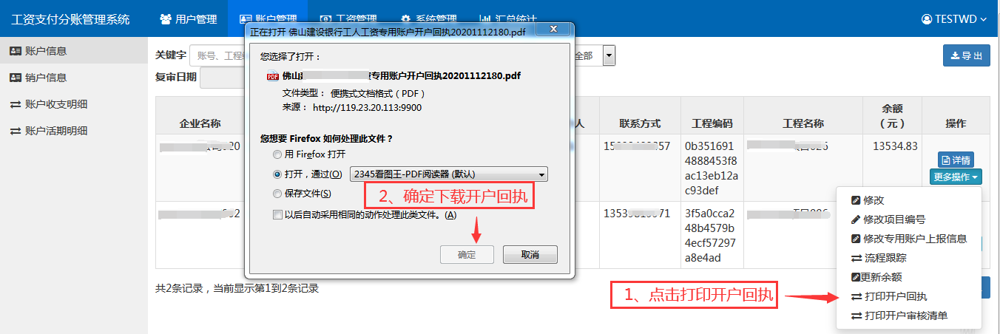 工资支付分账管理系统
用户管理
账户管理
工资管理
系统管理
汇总统计
TESTWD
账户信息
销户信息
账户收支明细
账户活期明细
关键字
账号、工程编
全部
导出
复审日期
正在打开 佛山建设银行工人工资专用账户开户回执20201112180.pdf
您选择了打开：
佛山建
资专用账户开户回执20201112180.pdf
文件类型： 便携式文档格式（PDF）
来源： http://119.23.20.113:9900
您想要 Firefox 如何处理此文件？
用 Firefox 打开
打开，通过(O)
2345看图王-PDF阅读器 (默认)
保存文件(S)
以后自动采用相同的动作处理此类文件。(A)
确定
取消
2、确定下载开户回执
企业名称
人
联系方式
工程编码
工程名称
余额
（元）
操作
0b351691
4888453f8
ac13eb12a
c93def
13534.83
详情
更多操作
3f5a0cca2
48b4579b
4ecf57297
a8e4ad
修改
修改项目编号
修改专用账户上报信息
流程跟踪
更新余额
打印开户回执
打印开户审核清单
共2条记录，当前显示第1到2条记录
1、点击打印开户回执